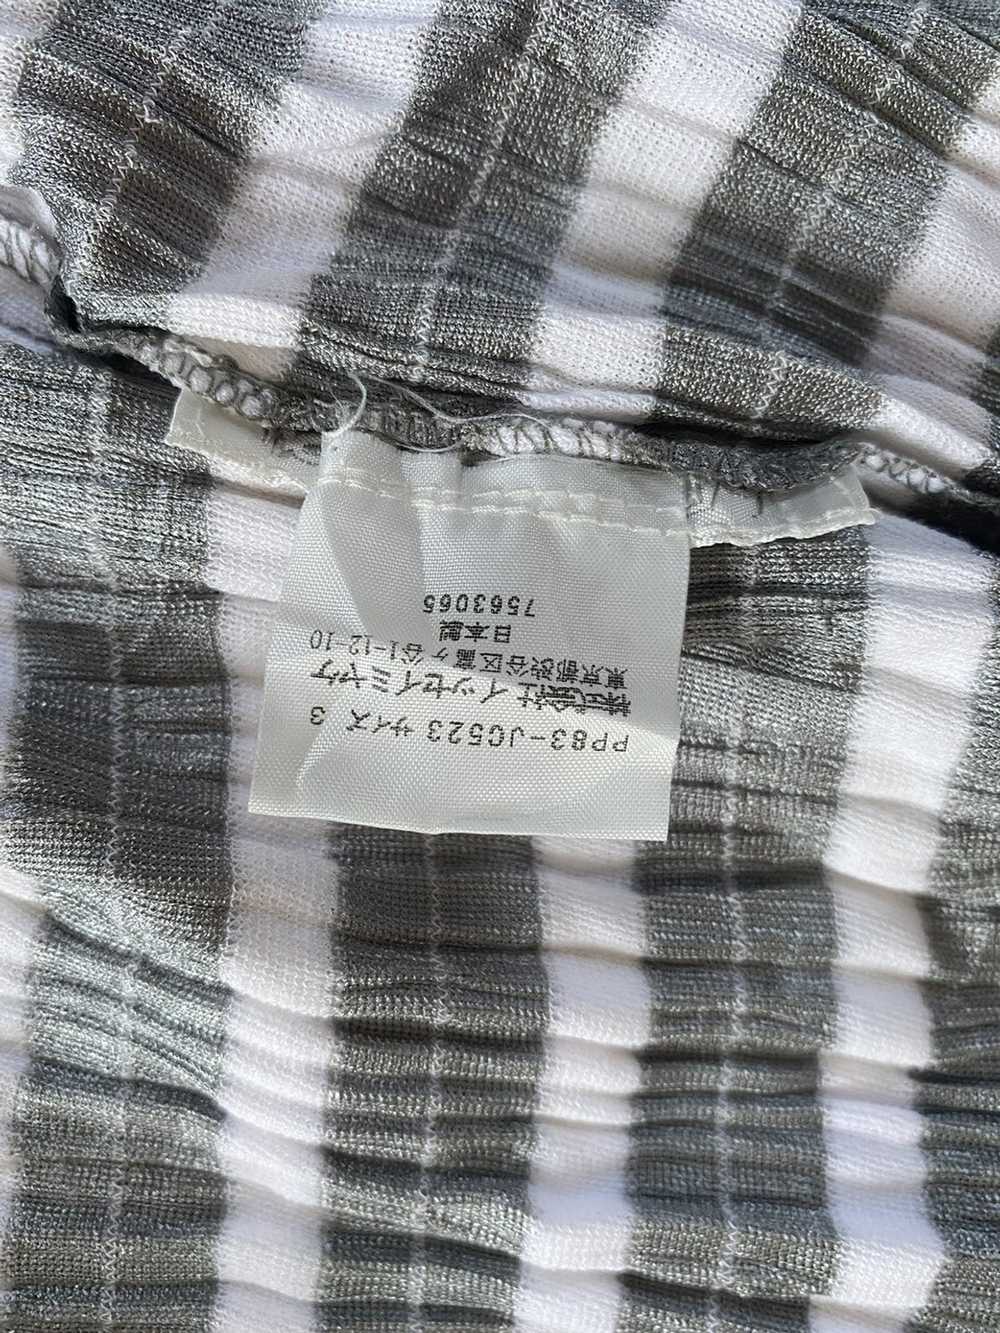 PP83-JC523 サイズ 3
株式会社イッセイミヤケ
東京都渋谷区富ヶ谷1-12-10
日本製
7563065